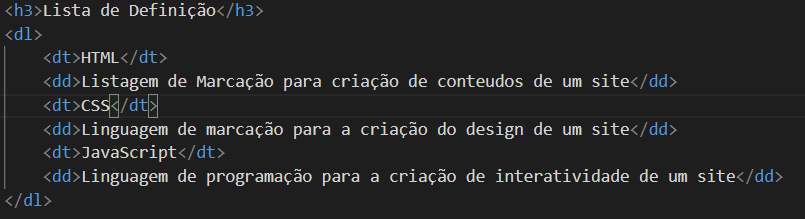 <h3>Lista de Definição</h3>
<dl>
<dt>HTML</dt>
<dd>Listagem de Marcação para criação de conteudos de um site</dd>
<dt>CSS</dt>
<dd>Linguagem de marcação para a criação do design de um site</dd>
<dt>JavaScript</dt>
<dd>Linguagem de programação para a criação de interatividade de um site</dd>
</dl>